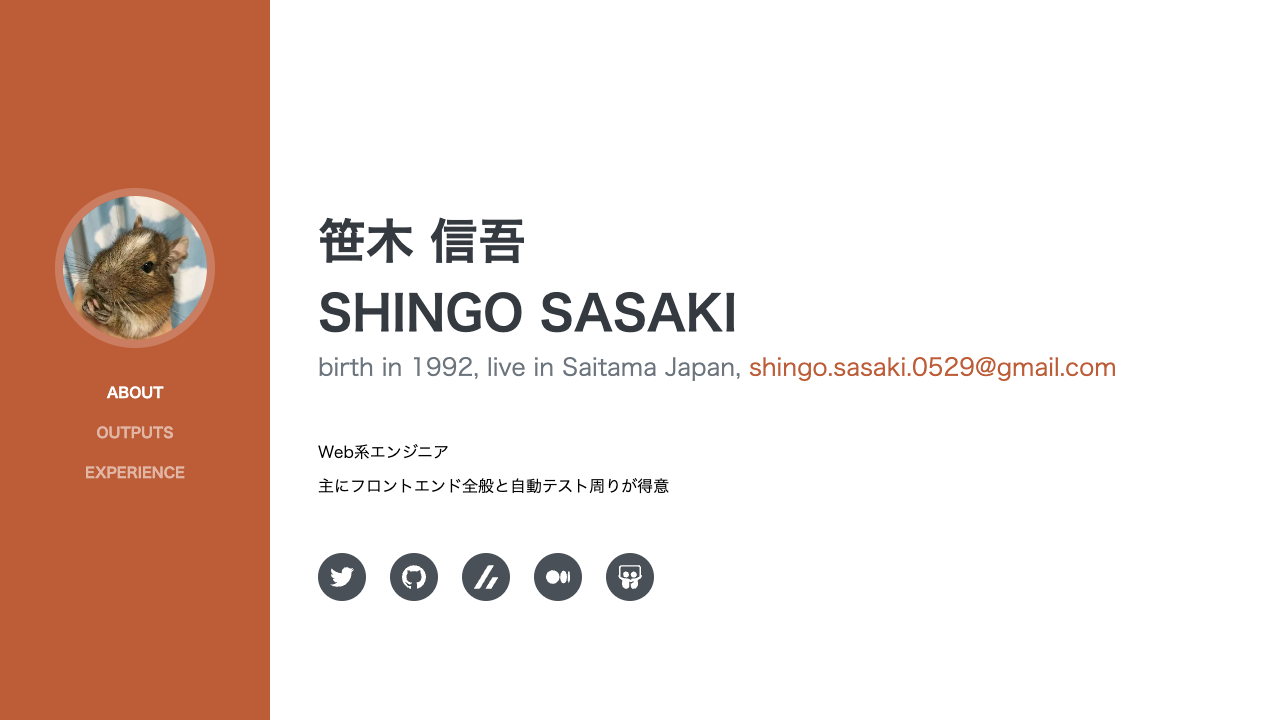 ABOUT
OUTPUTS
EXPERIENCE
笹木 信吾
SHINGO SASAKI
birth in 1992, live in Saitama Japan, shingo.sasaki.0529@gmail.com
Web系エンジニア
主にフロントエンド全般と自動テスト周りが得意